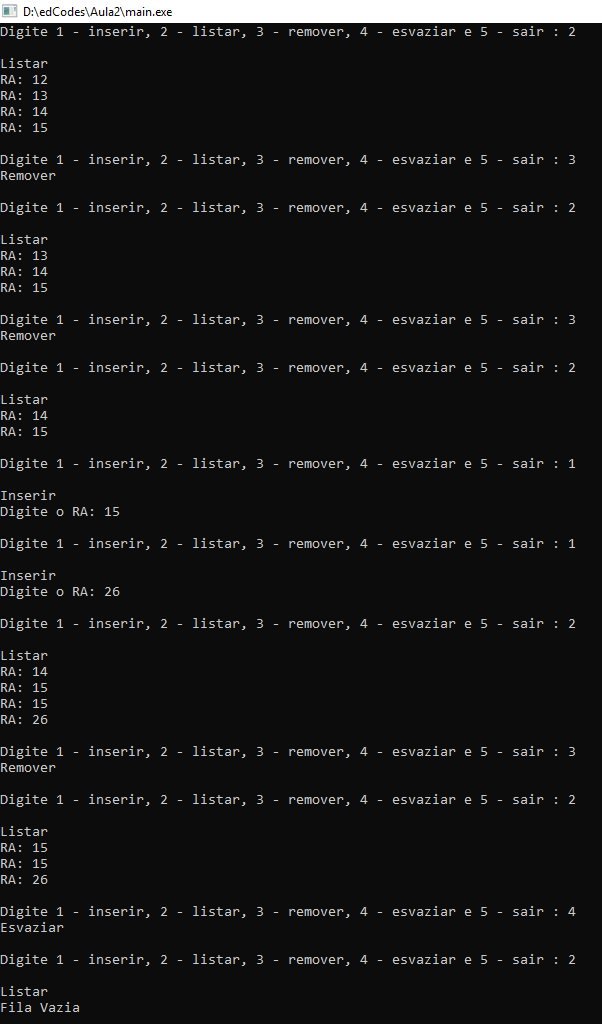 D:\edCodes\Aula2\main.exe
Digite 1 - inserir, 2 - listar, 3 - remover, 4 - esvaziar e 5 - sair : 2
Listar
RA: 12
RA: 13
RA: 14
RA: 15
Digite 1 - inserir, 2 - listar, 3 - remover, 4 - esvaziar e 5 - sair : 3
Remover
Digite 1 - inserir, 2 - listar, 3 - remover, 4 - esvaziar e 5 - sair : 2
Listar
RA: 13
RA: 14
RA: 15
Digite 1 - inserir, 2 - listar, 3 - remover, 4 - esvaziar e 5 - sair : 3
Remover
Digite 1 - inserir, 2 - listar, 3 - remover, 4 - esvaziar e 5 - sair : 2
Listar
RA: 14
RA: 15
Digite 1 - inserir, 2 - listar, 3 - remover, 4 - esvaziar e 5 - sair : 1
Inserir
Digite o RA: 15
Digite 1 - inserir, 2 - listar, 3 - remover, 4 - esvaziar e 5 - sair : 1
Inserir
Digite o RA: 26
Digite 1 - inserir, 2 - listar, 3 - remover, 4 - esvaziar e 5 - sair : 2
Listar
RA: 14
RA: 15
RA: 15
RA: 26
Digite 1 - inserir, 2 - listar, 3 - remover, 4 - esvaziar e 5 - sair : 3
Remover
Digite 1 - inserir, 2 - listar, 3 - remover, 4 - esvaziar e 5 - sair : 2
Listar
RA: 15
RA: 15
RA: 26
Digite 1 - inserir, 2 - listar, 3 - remover, 4 - esvaziar e 5 - sair : 4
Esvaziar
Digite 1 - inserir, 2 - listar, 3 - remover, 4 - esvaziar e 5 - sair : 2
Listar
Fila Vazia